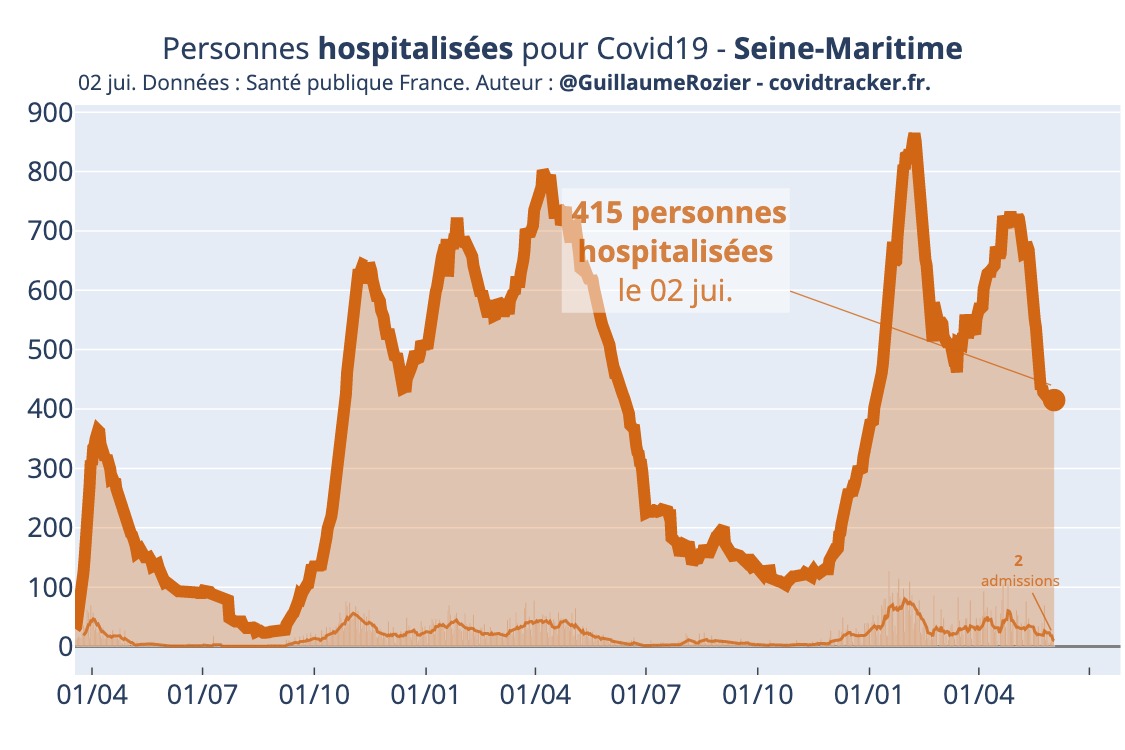 Personnes hospitalisées pour Covid19 - Seine-Maritime
02 jui. Données : Santé publique France. Auteur : @GuillaumeRozier - covidtracker.fr.
900
800
700
600
500
400
300
200
100
0
415 personnes
hospitalisées
le 02 jui.
2
admissions
01/04 01/07 01/10 01/01 01/04 01/07 01/10 01/01 01/04